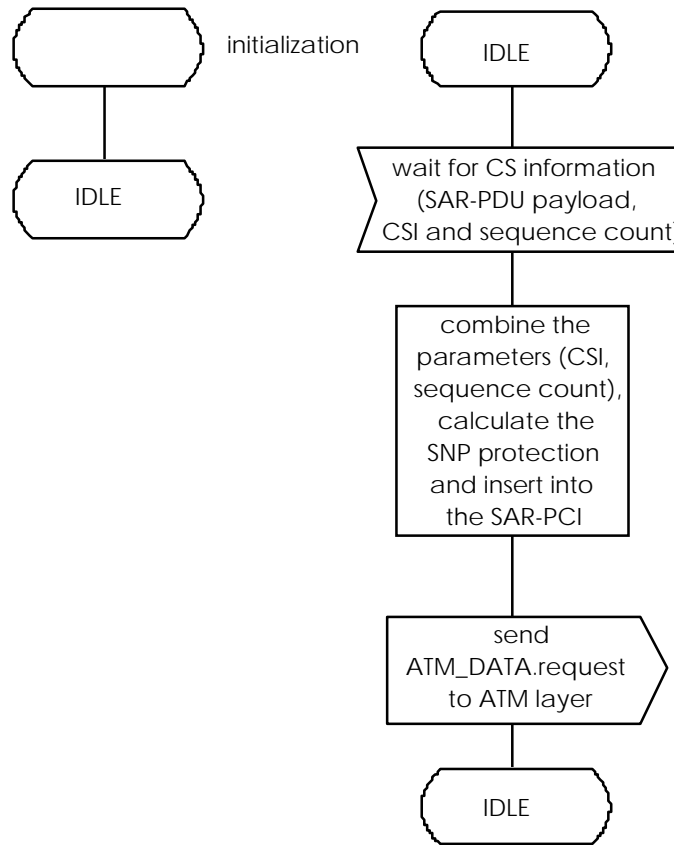 initialization
IDLE
IDLE
wait for CS information
(SAR-PDU payload,
CSI and sequence count)
combine the
parameters (CSI,
sequence count),
calculate the
SNP protection
and insert into
the SAR-PCI
send
ATM_DATA.request
to ATM layer
IDLE